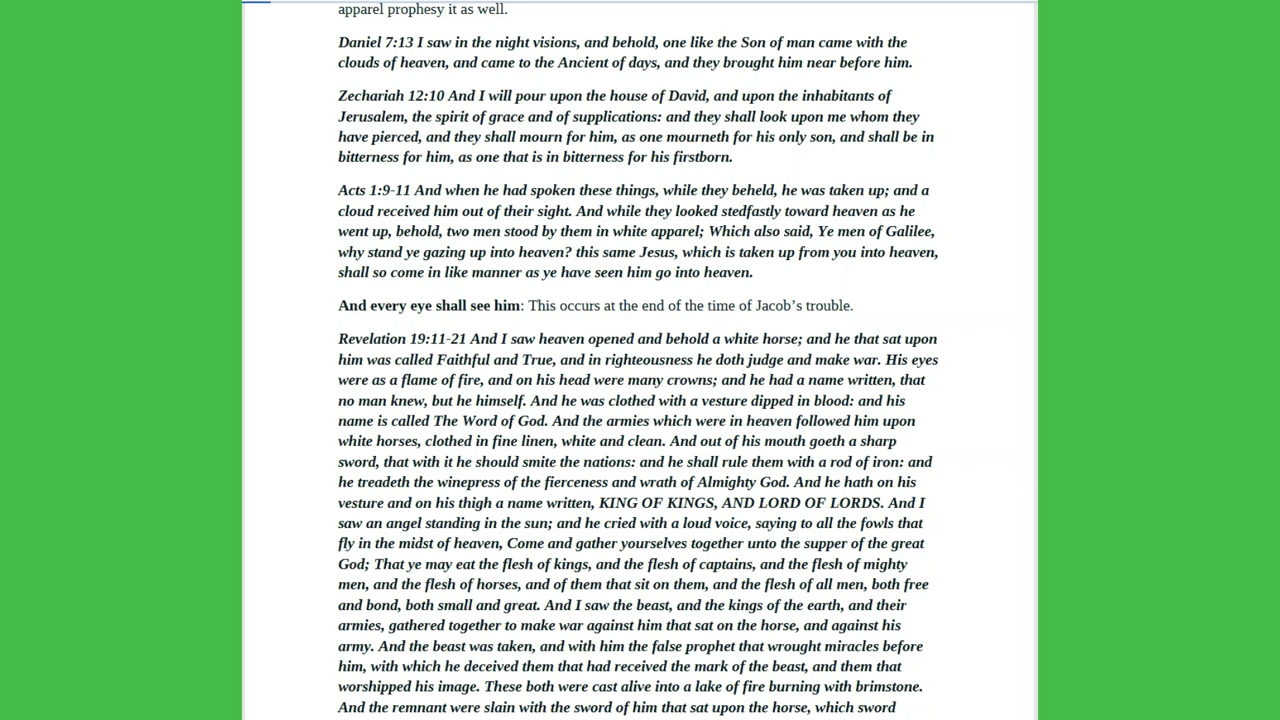 apparel prophesy it as well.
Daniel 7:13 I saw in the night visions, and behold, one like the Son of man came with the
clouds of heaven, and came to the Ancient of days, and they brought him near before him.
Zechariah 12:10 And I will pour upon the house of David, and upon the inhabitants of
Jerusalem, the spirit of grace and of supplications: and they shall look upon me whom they
have pierced, and they shall mourn for him, as one mourneth for his only son, and shall be in
bitterness for him, as one that is in bitterness for his firstborn.
Acts 1:9-11 And when he had spoken these things, while they beheld, he was taken up; and a
cloud received him out of their sight. And while they looked stedfastly toward heaven as he
went up, behold, two men stood by them in white apparel; Which also said, Ye men of Galilee,
why stand ye gazing up into heaven? this same Jesus, which is taken up from you into heaven,
shall so come in like manner as ye have seen him go into heaven.
And every eye shall see him: This occurs at the end of the time of Jacob’s trouble.
Revelation 19:11-21 And I saw heaven opened and behold a white horse; and he that sat upon
him was called Faithful and True, and in righteousness he doth judge and make war. His eyes
were as a flame of fire, and on his head were many crowns; and he had a name written, that
no man knew, but he himself. And he was clothed with a vesture dipped in blood: and his
name is called The Word of God. And the armies which were in heaven followed him upon
white horses, clothed in fine linen, white and clean. And out of his mouth goeth a sharp
sword, that with it he should smite the nations: and he shall rule them with a rod of iron: and
he treadeth the winepress of the fierceness and wrath of Almighty God. And he hath on his
vesture and on his thigh a name written, KING OF KINGS, AND LORD OF LORDS. And I
saw an angel standing in the sun; and he cried with a loud voice, saying to all the fowls that
fly in the midst of heaven, Come and gather yourselves together unto the supper of the great
God; That ye may eat the flesh of kings, and the flesh of captains, and the flesh of mighty
men, and the flesh of horses, and of them that sit on them, and the flesh of all men, both free
and bond, both small and great. And I saw the beast, and the kings of the earth, and their
armies, gathered together to make war against him that sat on the horse, and against his
army. And the beast was taken, and with him the false prophet that wrought miracles before
him, with which he deceived them that had received the mark of the beast, and them that
worshipped his image. These both were cast alive into a lake of fire burning with brimstone.
And the remnant were slain with the sword of him that sat upon the horse, which sword